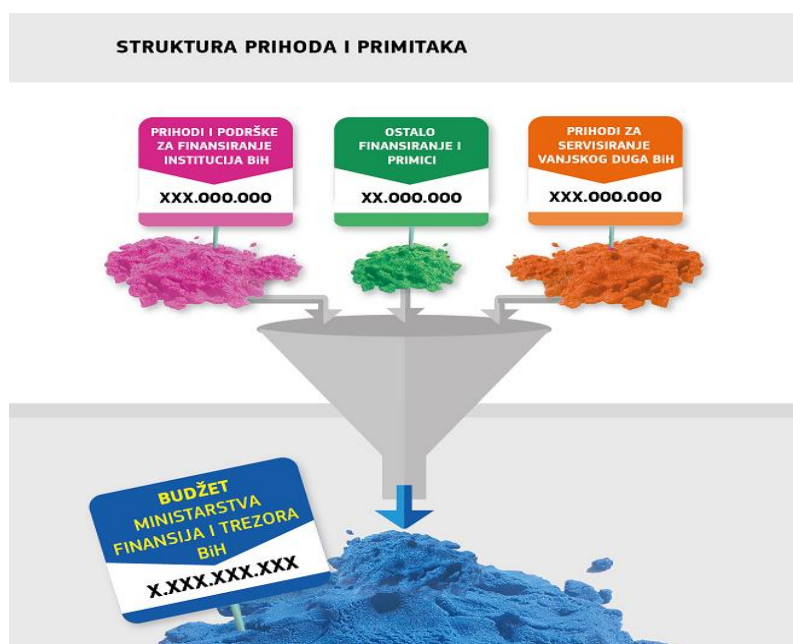 STRUKTURA PRIHODA I PRIMITAKA
PRIHODI I PODRŠKE
ZA FINANSIRANJE
INSTITUCIJA BiH
XXX.000.000
OSTALO
FINANSIRANJE I
PRIMICI
XX.000.000
PRIHODI ZA
SERVISIRANJE
VANJSKOG DUGA BiH
XXX.000.000
BUDŽET
MINISTARSTVA
FINANSIJA I TREZORA
BiH
X.XXX.XXX.XXX